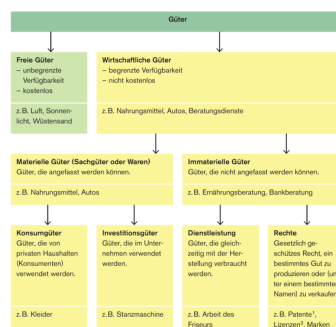 Güter
Freie Güter
– unbegrenzte
Verfügbarkeit
– kostenlos
z.B. Luft, Sonnen-
licht, Wüstensand
Wirtschaftliche Güter
– begrenzte Verfügbarkeit
– nicht kostenlos
z.B. Nahrungsmittel, Autos, Beratungsdienste
Materielle Güter (Sachgüter oder Waren)
Güter, die angefasst werden können.
z.B. Nahrungsmittel, Autos
Immaterielle Güter
Güter, die nicht angefasst werden können.
z.B. Ernährungsberatung, Bankberatung
Konsumgüter
Güter, die von
privaten Haushalten
(Konsumenten)
verwendet werden.
z.B. Kleider
Investitionsgüter
Güter, die im Unter-
nehmen verwendet
werden.
z.B. Stanzmaschine
Dienstleistung
Güter, die gleich-
zeitig mit der Her-
stellung verbraucht
werden.
z.B. Arbeit des
Friseurs
Rechte
Gesetzlich ge-
schütztes Recht, ein
bestimmtes Gut zu
produzieren oder (un
ter einem bestimmten
Namen) zu verkaufen
z.B. Patente¹,
Lizenzen², Marken